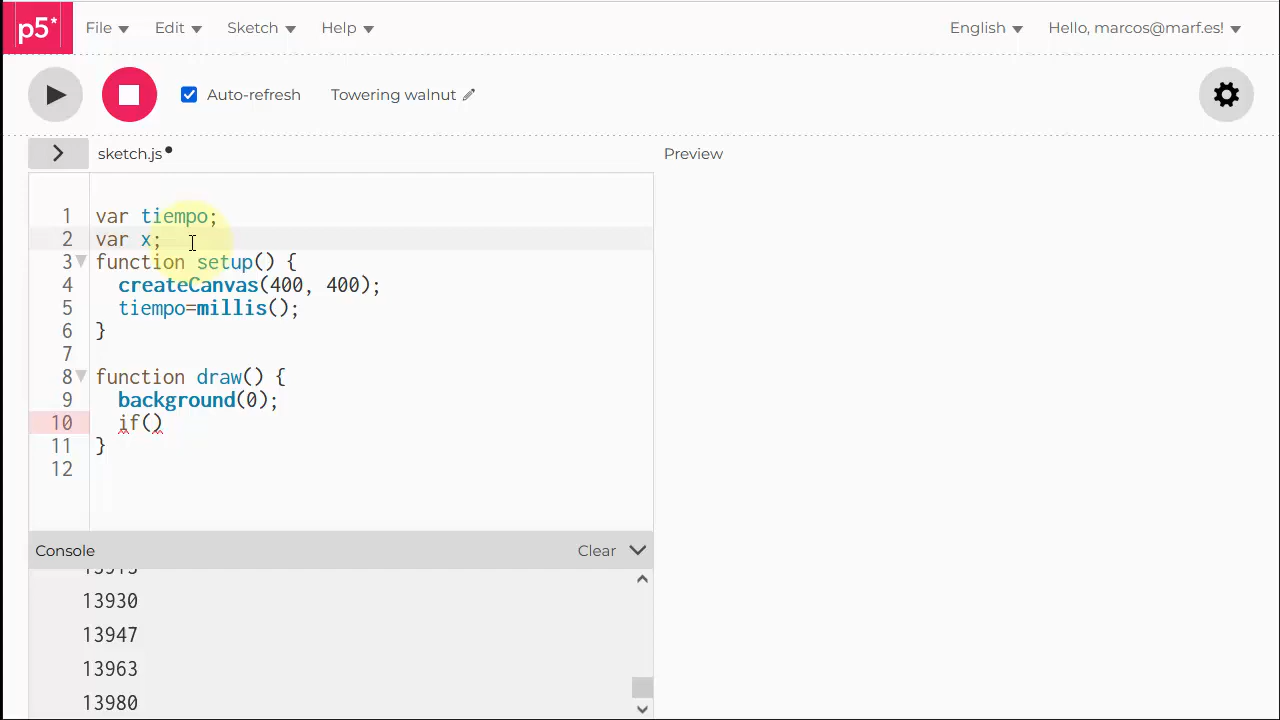 p5* File Edit Sketch Help English Hello, marcos@marf.es!
Auto-refresh Towering walnut
sketch.js Preview
1 var tiempo;
2 var x;
3 function setup() {
4 createCanvas(400, 400);
5 tiempo=millis();
6 }
7
8 function draw() {
9 background(0);
10 if()
11 }
12
Console Clear
13930
13947
13963
13980